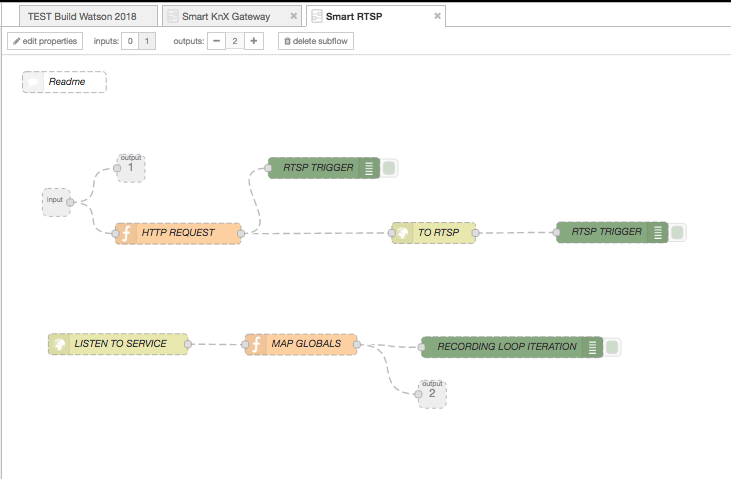 TEST Build Watson 2018
Smart KnX Gateway
Smart RTSP
edit properties
inputs: 0 1
outputs: 2
delete subflow
Readme
output
1
RTSP TRIGGER
input
HTTP REQUEST
TO RTSP
RTSP TRIGGER
LISTEN TO SERVICE
MAP GLOBALS
RECORDING LOOP ITERATION
output
2